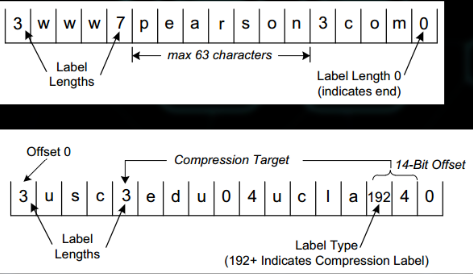 3 w w w 7 p e a r s o n 3 c o m 0
max 63 characters
Label
Lengths
Label Length 0
(indicates end)
Offset 0
Compression Target
14-Bit Offset
3 u s c 3 e d u 0 4 u c l a 192 4 0
Label
Lengths
Label Type
(192+ Indicates Compression Label)